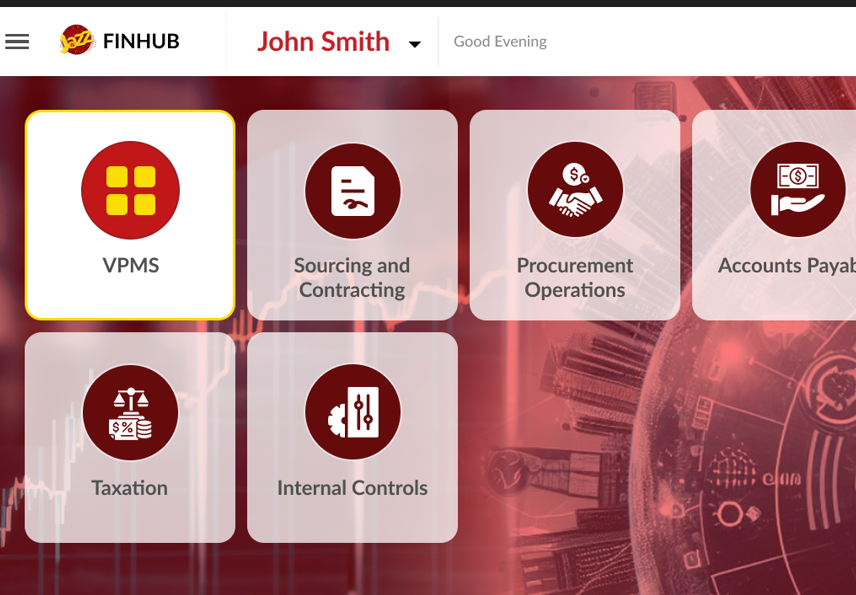 Jazz FINHUB
John Smith
Good Evening
VPMS
Sourcing and
Contracting
Procurement
Operations
Accounts Payab
Taxation
Internal Controls